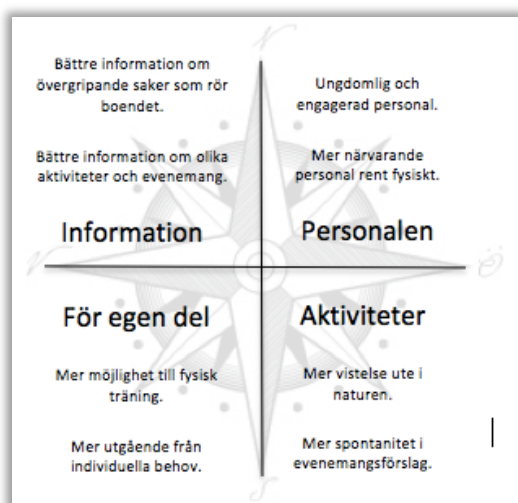 N
Bättre information om
övergripande saker som rör
boendet.
Bättre information om olika
aktiviteter och evenemang.
Information
Ungdomlig och
engagerad personal.
Mer närvarande
personal rent fysiskt.
Personalen
V
Ö
För egen del
Mer möjlighet till fysisk
träning.
Mer utgående från
individuella behov.
Aktiviteter
Mer vistelse ute i
naturen.
Mer spontanitet i
evenemangsförslag.
S